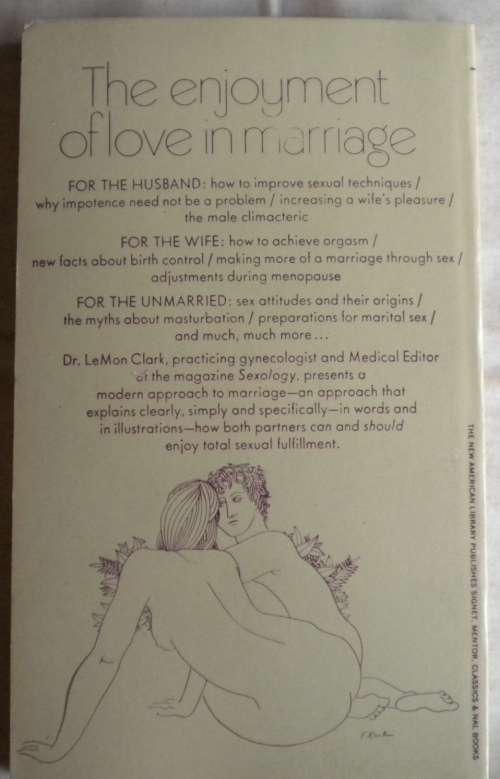 The enjoyment
of love in marriage
FOR THE HUSBAND: how to improve sexual techniques /
why impotence need not be a problem / increasing a wife's pleasure /
the male climacteric
FOR THE WIFE: how to achieve orgasm /
new facts about birth control / making more of a marriage through sex /
adjustments during menopause
FOR THE UNMARRIED: sex attitudes and their origins /
the myths about masturbation / preparations for marital sex /
and much, much more...
Dr. LeMon Clark, practicing gynecologist and Medical Editor
of the magazine Sexology, presents a
modern approach to marriage—an approach that
explains clearly, simply and specifically—in words and
in illustrations—how both partners can and should
enjoy total sexual fulfillment.
THE NEW AMERICAN LIBRARY PUBLISHES SIGNET, MENTOR, CLASSICS & NAL BOOKS